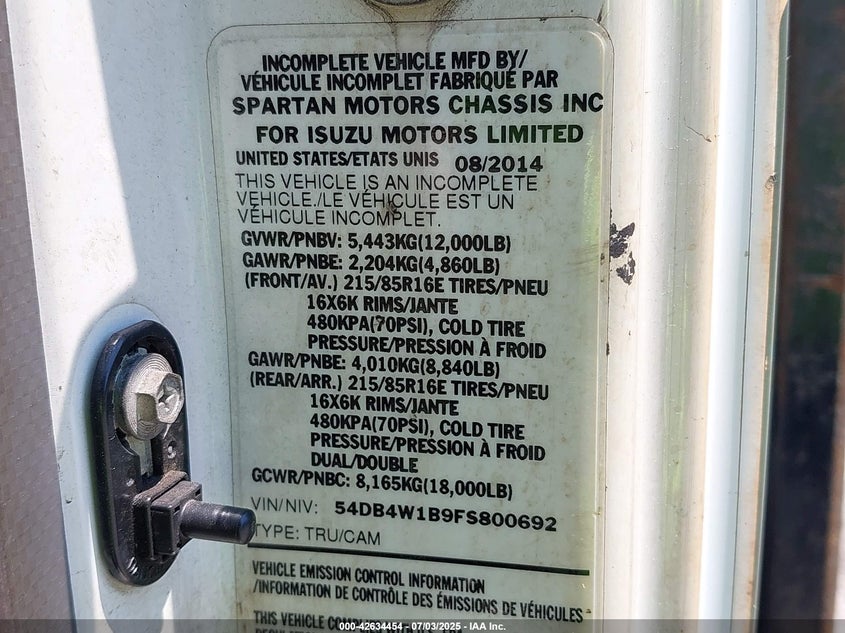 INCOMPLETE VEHICLE MFD BY/
VÉHICULE INCOMPLET FABRIQUÉ PAR
SPARTAN MOTORS CHASSIS INC
FOR ISUZU MOTORS LIMITED
UNITED STATES/ETATS UNIS 08/2014
THIS VEHICLE IS AN INCOMPLETE
VEHICLE./LE VÉHICULE EST UN
VÉHICULE INCOMPLET.
GVWR/PNBV: 5,443KG(12,000LB)
GAWR/PNBE: 2,204KG(4,860LB)
(FRONT/AV.) 215/85R16E TIRES/PNEU
16X6K RIMS/JANTE
480KPA(70PSI), COLD TIRE
PRESSURE/PRESSION À FROID
GAWR/PNBE: 4,010KG(8,840LB)
(REAR/ARR.) 215/85R16E TIRES/PNEU
16X6K RIMS/JANTE
480KPA(70PSI), COLD TIRE
PRESSURE/PRESSION À FROID
DUAL/DOUBLE
GCWR/PNBC: 8,165KG(18,000LB)
VIN/NIV: 54DB4W1B9FS800692
TYPE: TRU/CAM
VEHICLE EMISSION CONTROL INFORMATION
/INFORMATION DE CONTRÔLE DES ÉMISSIONS DE VÉHICULES
THIS VEHICLE
000-42634454 - 07/03/2025 - IAA Inc.